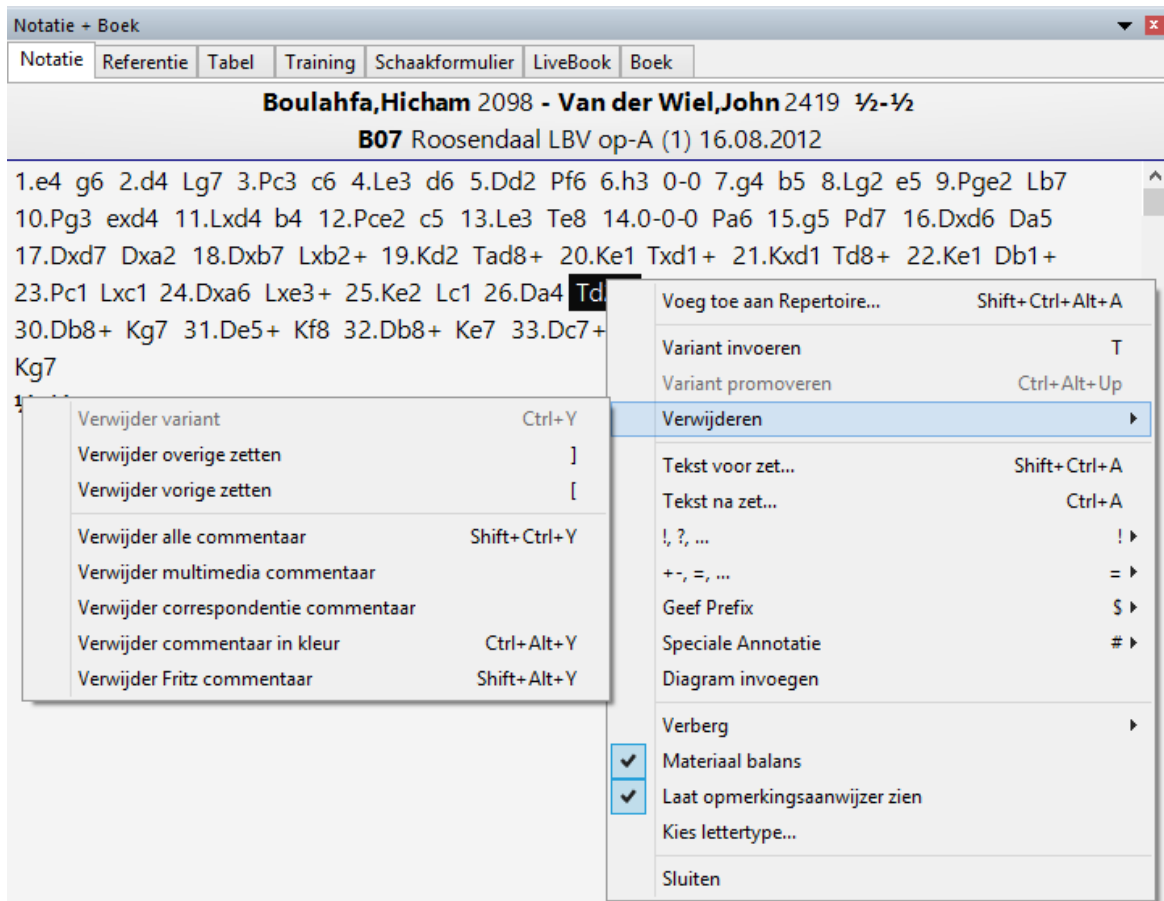 Notatie + Boek
Notatie Referentie Tabel Training Schaakformulier LiveBook Boek
Boulahfa,Hicham 2098 - Van der Wiel,John 2419 ½-½
B07 Roosendaal LBV op-A (1) 16.08.2012
1.e4 g6 2.d4 Lg7 3.Pc3 c6 4.Le3 d6 5.Dd2 Pf6 6.h3 0-0 7.g4 b5 8.Lg2 e5 9.Pge2 Lb7
10.Pg3 exd4 11.Lxd4 b4 12.Pce2 c5 13.Le3 Te8 14.0-0-0 Pa6 15.g5 Pd7 16.Dxd6 Da5
17.Dxd7 Dxa2 18.Dxb7 Lxb2+ 19.Kd2 Tad8+ 20.Ke1 Txd1+ 21.Kxd1 Td8+ 22.Ke1 Db1+
23.Pc1 Lxc1 24.Dxa6 Lxe3+ 25.Ke2 Lc1 26.Da4
30.Db8+ Kg7 31.De5+ Kf8 32.Db8+ Ke7 33.Dc7+
Kg7
Voeg toe aan Repertoire... Shift+Ctrl+Alt+A
Variant invoeren T
Variant promoveren Ctrl+Alt+Up
Verwijderen
Tekst voor zet... Shift+Ctrl+A
Tekst na zet... Ctrl+A
!, ?, ... !
+-, =, ... =
Geef Prefix $
Speciale Annotatie #
Diagram invoegen
Verberg
Materiaal balans
Laat opmerkingsaanwijzer zien
Kies lettertype...
Sluiten
Verwijder variant Ctrl+Y
Verwijder overige zetten ]
Verwijder vorige zetten [
Verwijder alle commentaar Shift+Ctrl+Y
Verwijder multimedia commentaar
Verwijder correspondentie commentaar
Verwijder commentaar in kleur Ctrl+Alt+Y
Verwijder Fritz commentaar Shift+Alt+Y